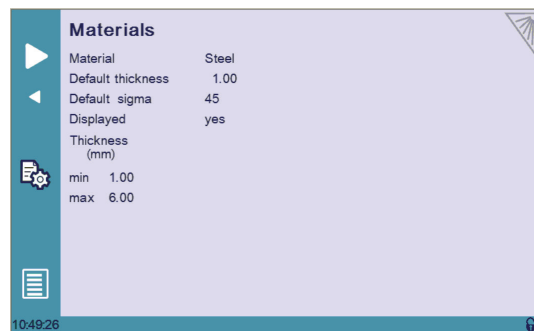 Materials
Material Steel
Default thickness 1.00
Default sigma 45
Displayed yes
Thickness
(mm)
min 1.00
max 6.00
10:49:26